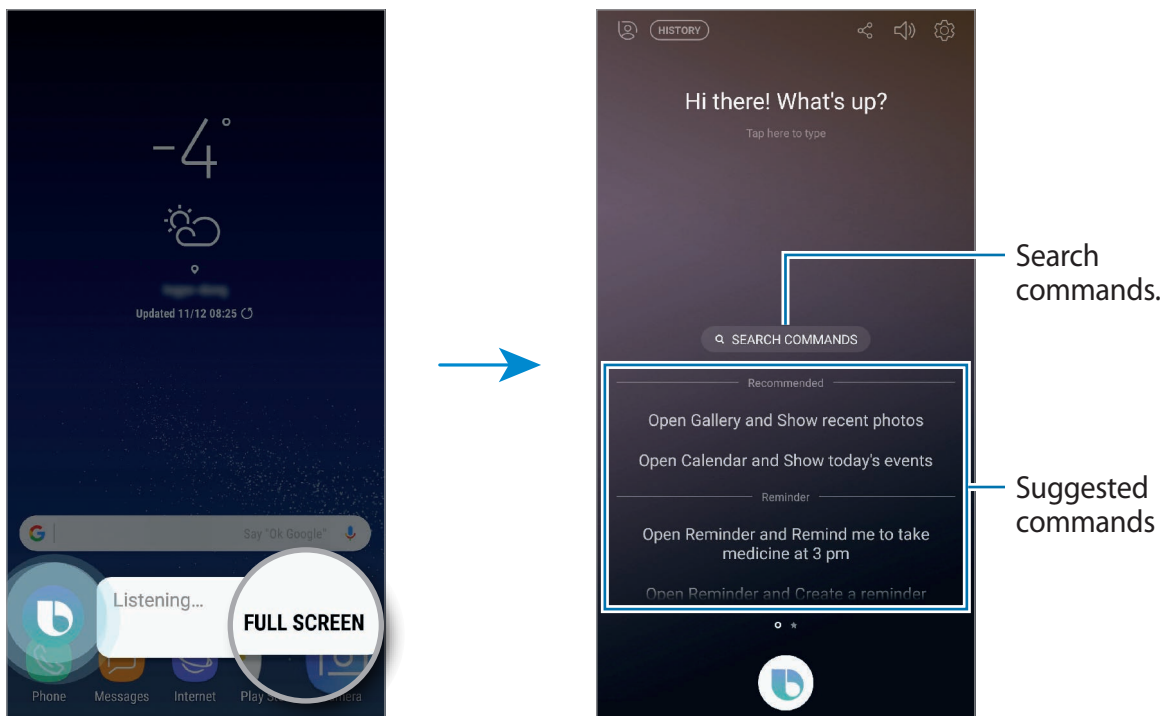 -4°
Updated 11/12 08:25
G
Say "Ok Google"
Listening...
FULL SCREEN
Phone
Messages
Internet
Play
HISTORY
Hi there! What's up?
Tap here to type
SEARCH COMMANDS
Recommended
Open Gallery and Show recent photos
Open Calendar and Show today's events
Reminder
Open Reminder and Remind me to take
medicine at 3 pm
Open Reminder and Create a reminder
Search
commands.
Suggested
commands